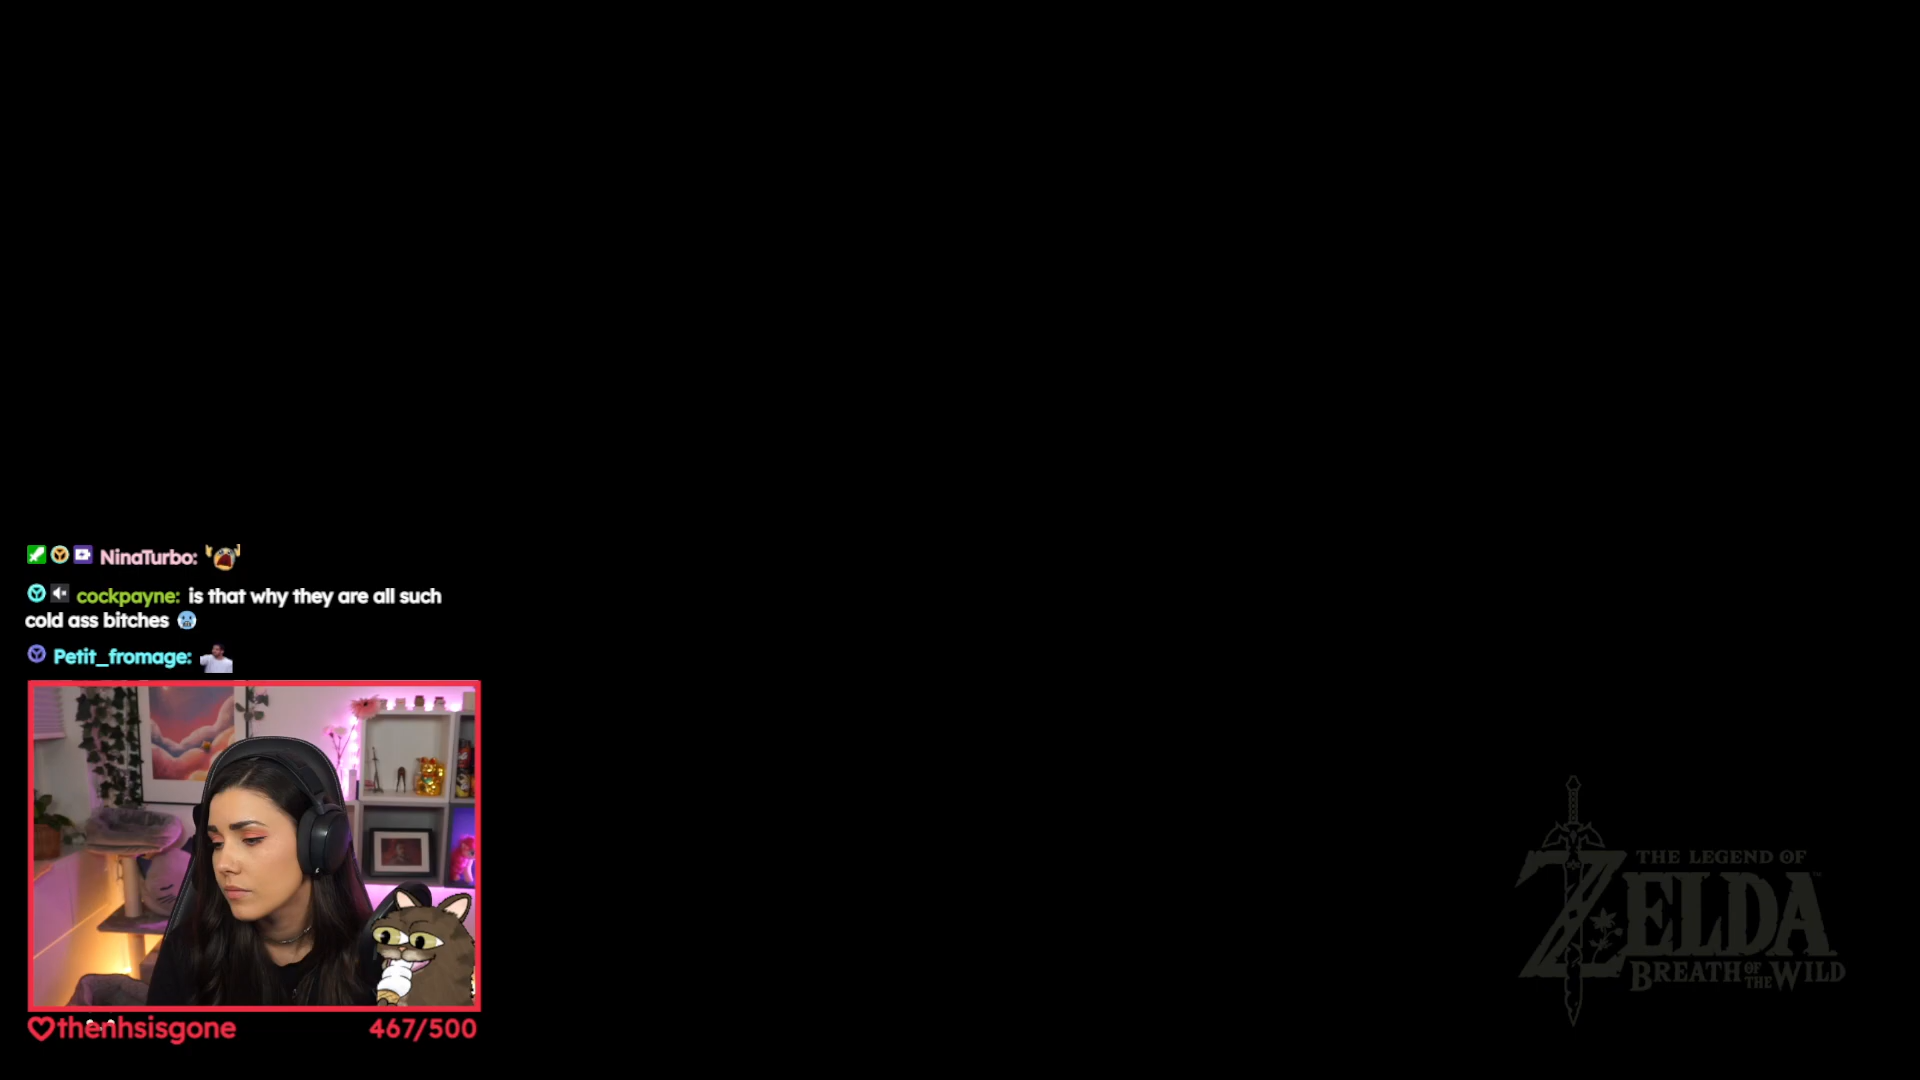 NinaTurbo:
cockpayne: is that why they are all such
cold ass bitches
Petit_fromage:
thenhsisgone 467/500
THE LEGEND OF
ZELDA
BREATH OF THE WILD